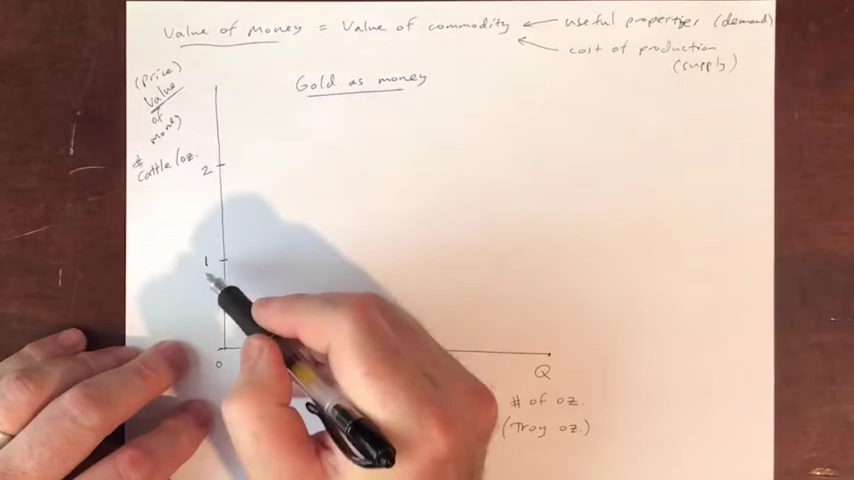 Value of money = Value of commodity ← useful properties (demand)
← cost of production
(supply)
Gold as money
(price)
Value
of
money
#
Cattle/oz.
2
1
0
Q
# of oz.
(Troy oz.)